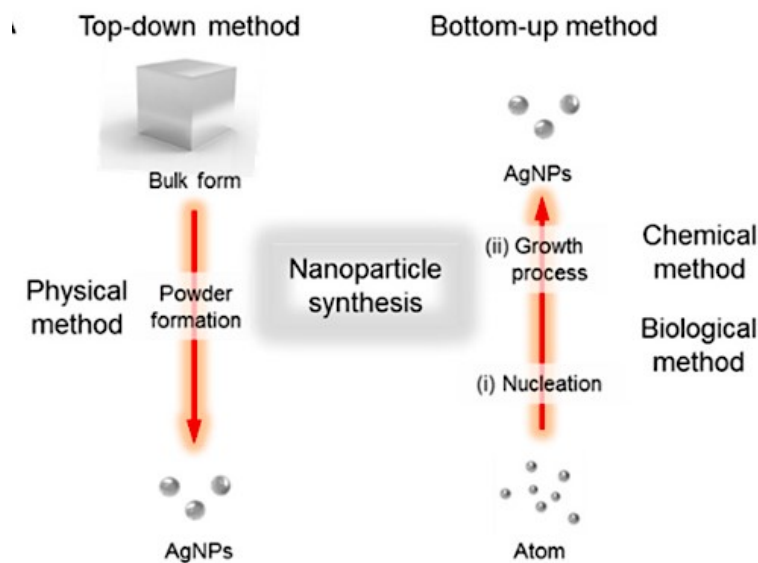 A
Top-down method
Bottom-up method
Bulk form
AgNPs
Physical
method
Powder
formation
Nanoparticle
synthesis
(ii) Growth
process
Chemical
method
Biological
method
(i) Nucleation
AgNPs
Atom